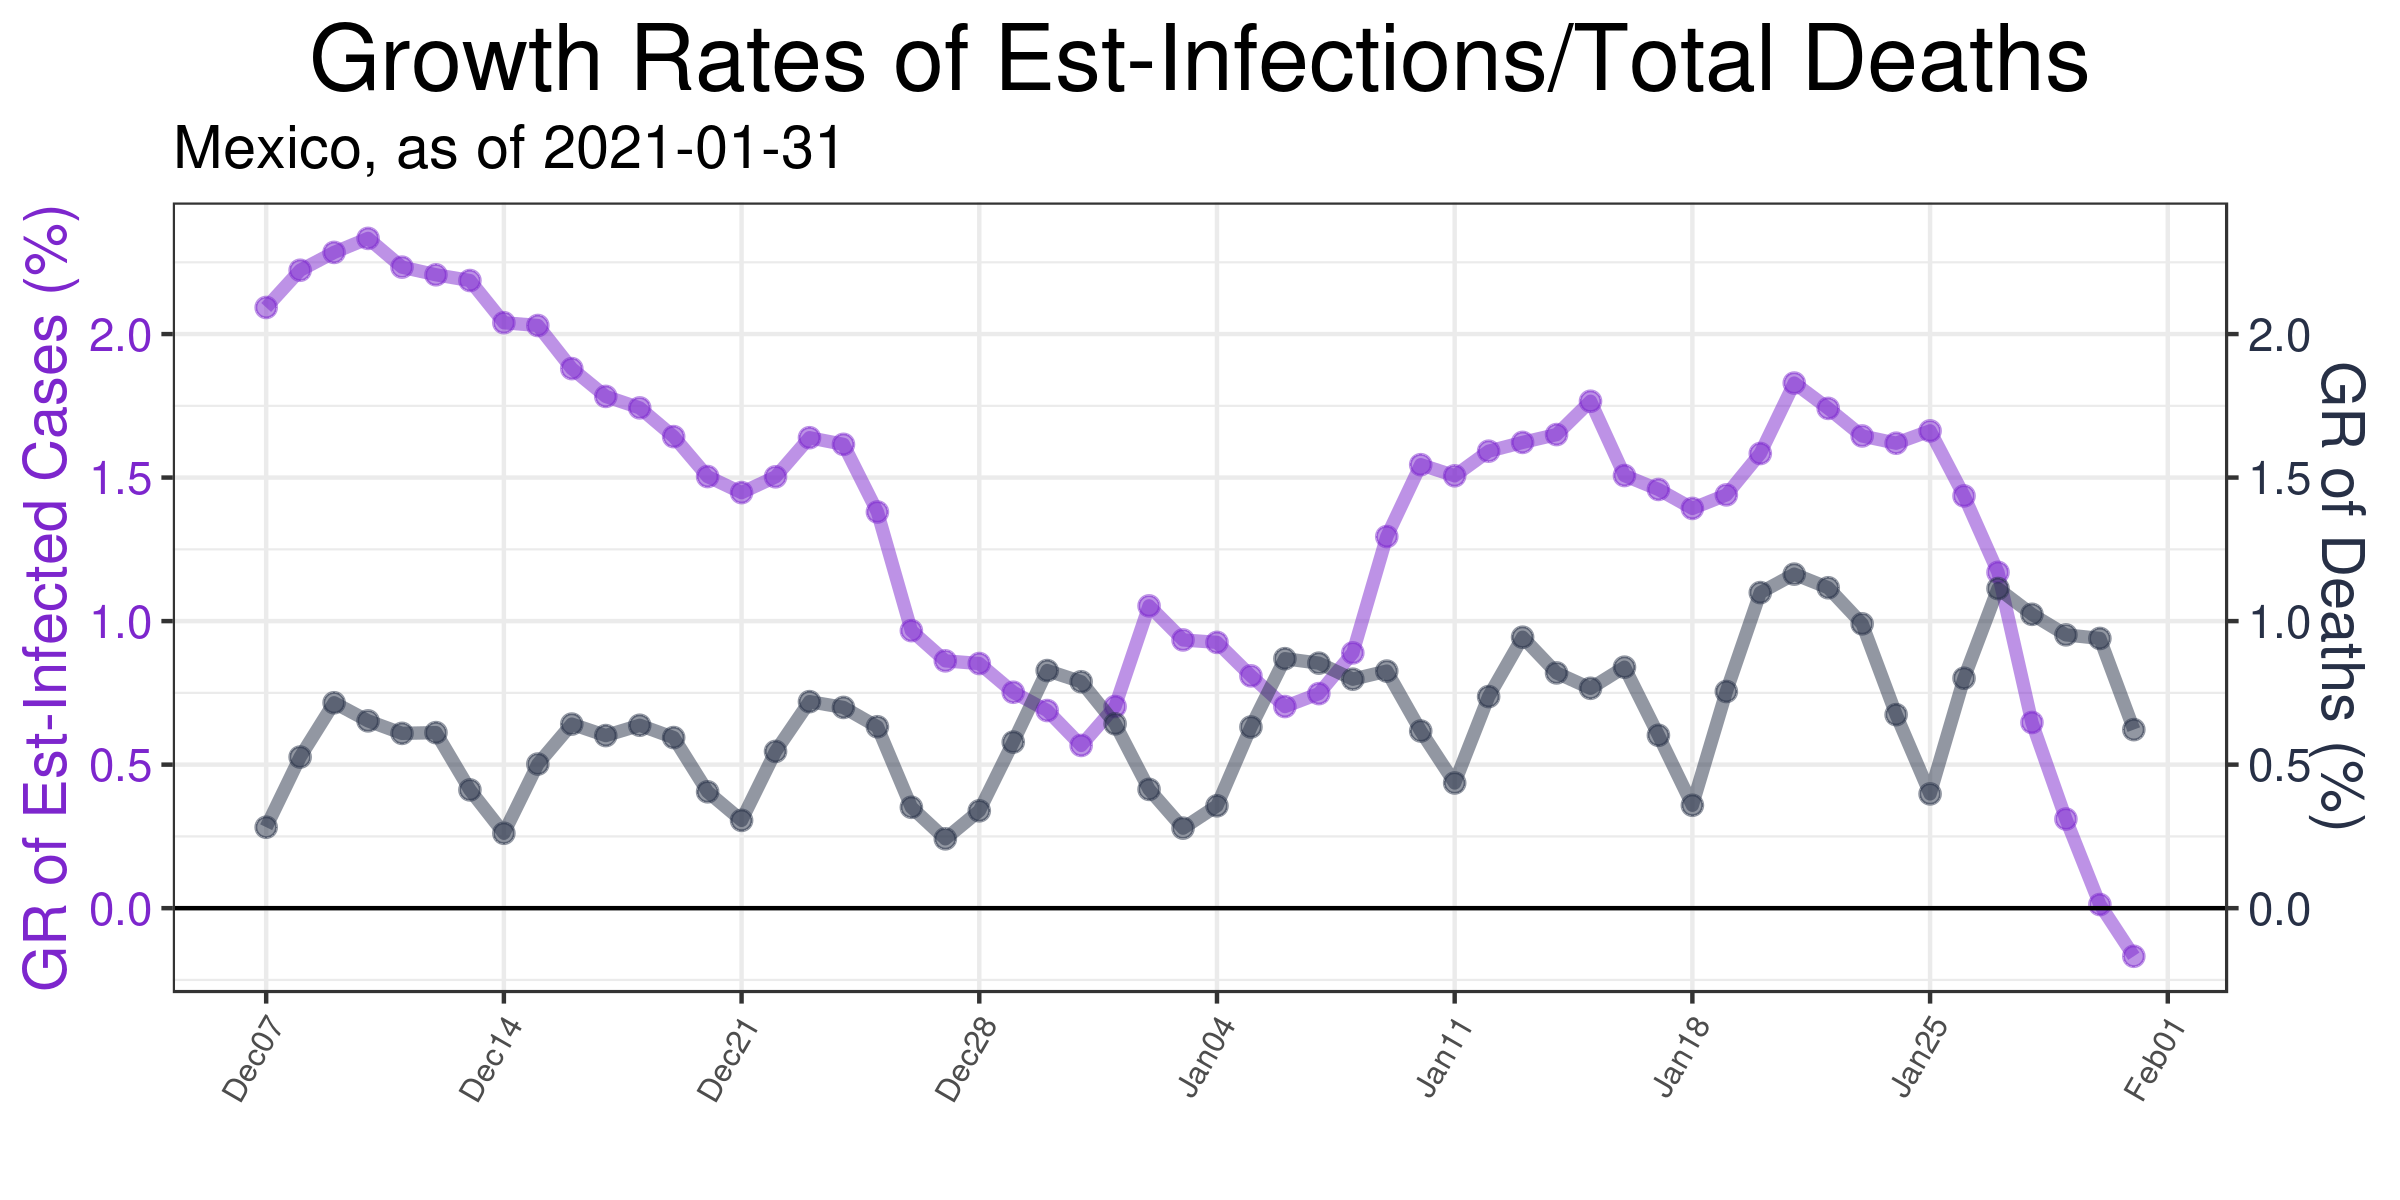 Growth Rates of Est-Infections/Total Deaths
Mexico, as of 2021-01-31
GR of Est-Infected Cases (%)
2.0
1.5
1.0
0.5
0.0
2.0
1.5
1.0
0.5
0.0
GR of Deaths (%)
Dec07
Dec14
Dec21
Dec28
Jan04
Jan11
Jan18
Jan25
Feb01